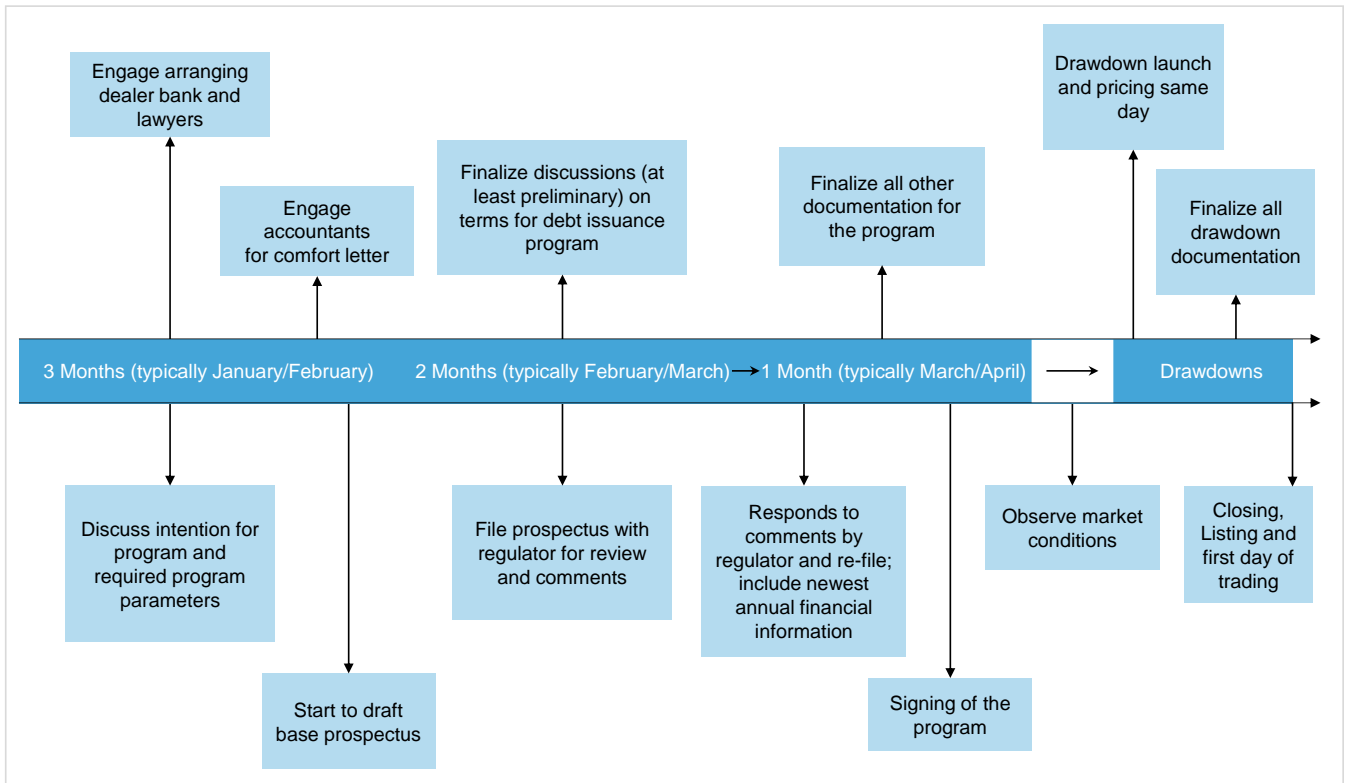 Engage arranging
dealer bank and
lawyers
Engage
accountants
for comfort letter
Finalize discussions (at
least preliminary) on
terms for debt issuance
program
Finalize all other
documentation for
the program
Drawdown launch
and pricing same
day
Finalize all
drawdown
documentation
3 Months (typically January/February)
2 Months (typically February/March)
1 Month (typically March/April)
Drawdowns
Discuss intention for
program and
required program
parameters
Start to draft
base prospectus
File prospectus with
regulator for review
and comments
Responds to
comments by
regulator and re-file;
include newest
annual financial
information
Signing of the
program
Observe market
conditions
Closing,
Listing and
first day of
trading